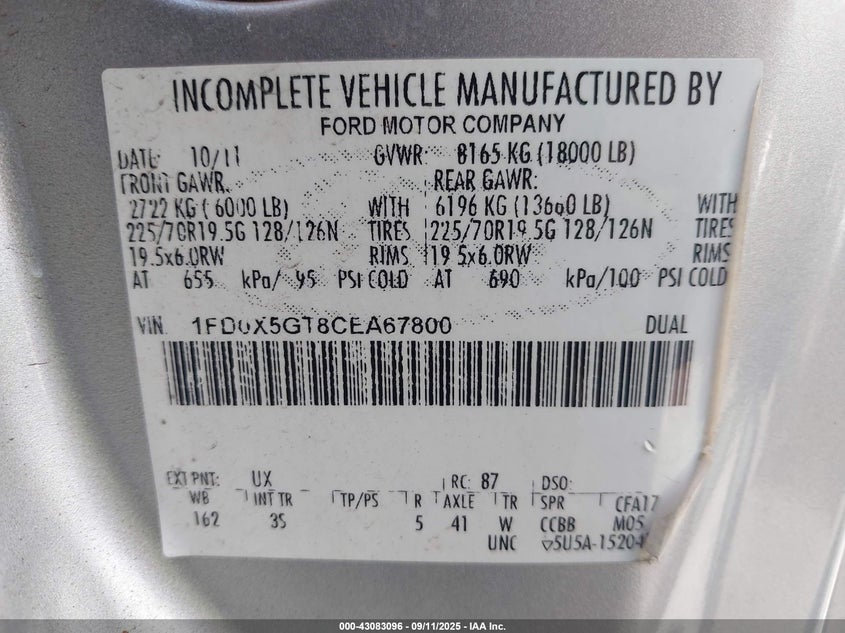 INCOMPLETE VEHICLE MANUFACTURED BY
FORD MOTOR COMPANY
DATE: 10/11 GVWR: 8165 KG (18000 LB)
FRONT GAWR: REAR GAWR:
2722 KG (6000 LB) WITH 6196 KG (13660 LB) WITH
225/70R19.5G 128/126N TIRES 225/70R19.5G 128/126N TIRES
19.5x6.0RW RIMS 19.5x6.0RW RIMS
AT 655 kPa/ 95 PSI COLD AT 690 kPa/100 PSI COLD
VIN: 1FD0X5GT8CEA67800 DUAL
EXT PNT: UX RC: 87 DSO:
WB INT TR TP/PS R AXLE TR SPR CFA17
162 3S 5 41 W CCBB M05
UNC ▽5U5A-15204
000-43083096 - 09/11/2025 - IAA Inc.